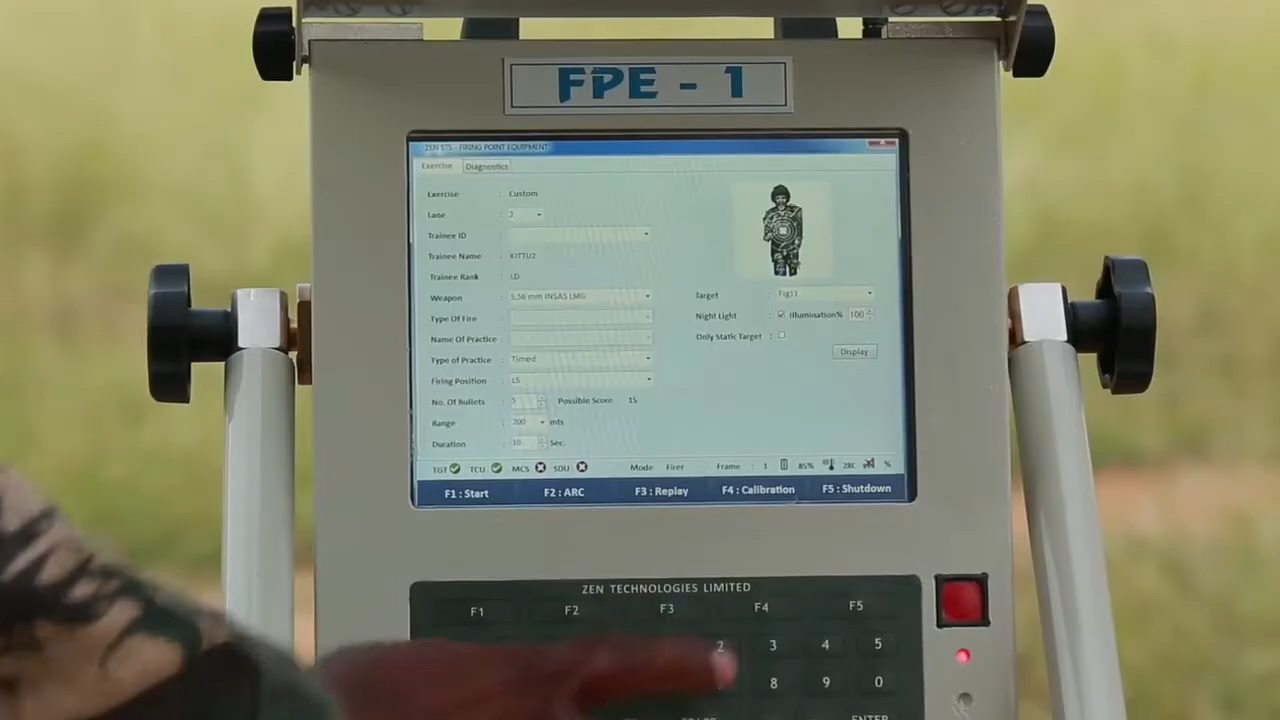 FPE - 1
ZEN STS - FIRING POINT EQUIPMENT
Exercise Diagnostics
Exercise : Custom
Lane : 2
Trainee ID :
Trainee Name : KITTU2
Trainee Rank : LD
Weapon : 5.56 mm INSAS LMG
Type Of Fire :
Name Of Practice :
Type of Practice : Timed
Firing Position : LS
No. Of Bullets : 5 Possible Score 15
Range : 200 mts
Duration : 10 Sec.
Target : Fig11
Night Light : Illumination% 100
Only Static Target :
Display
TGT TCU MCS SDU Mode Firer Frame : 1 85% %
F1 : Start F2 : ARC F3 : Replay F4 : Calibration F5 : Shutdown
ZEN TECHNOLOGIES LIMITED
F1 F2 F3 F4 F5
2 3 4 5
8 9 0
ENTER